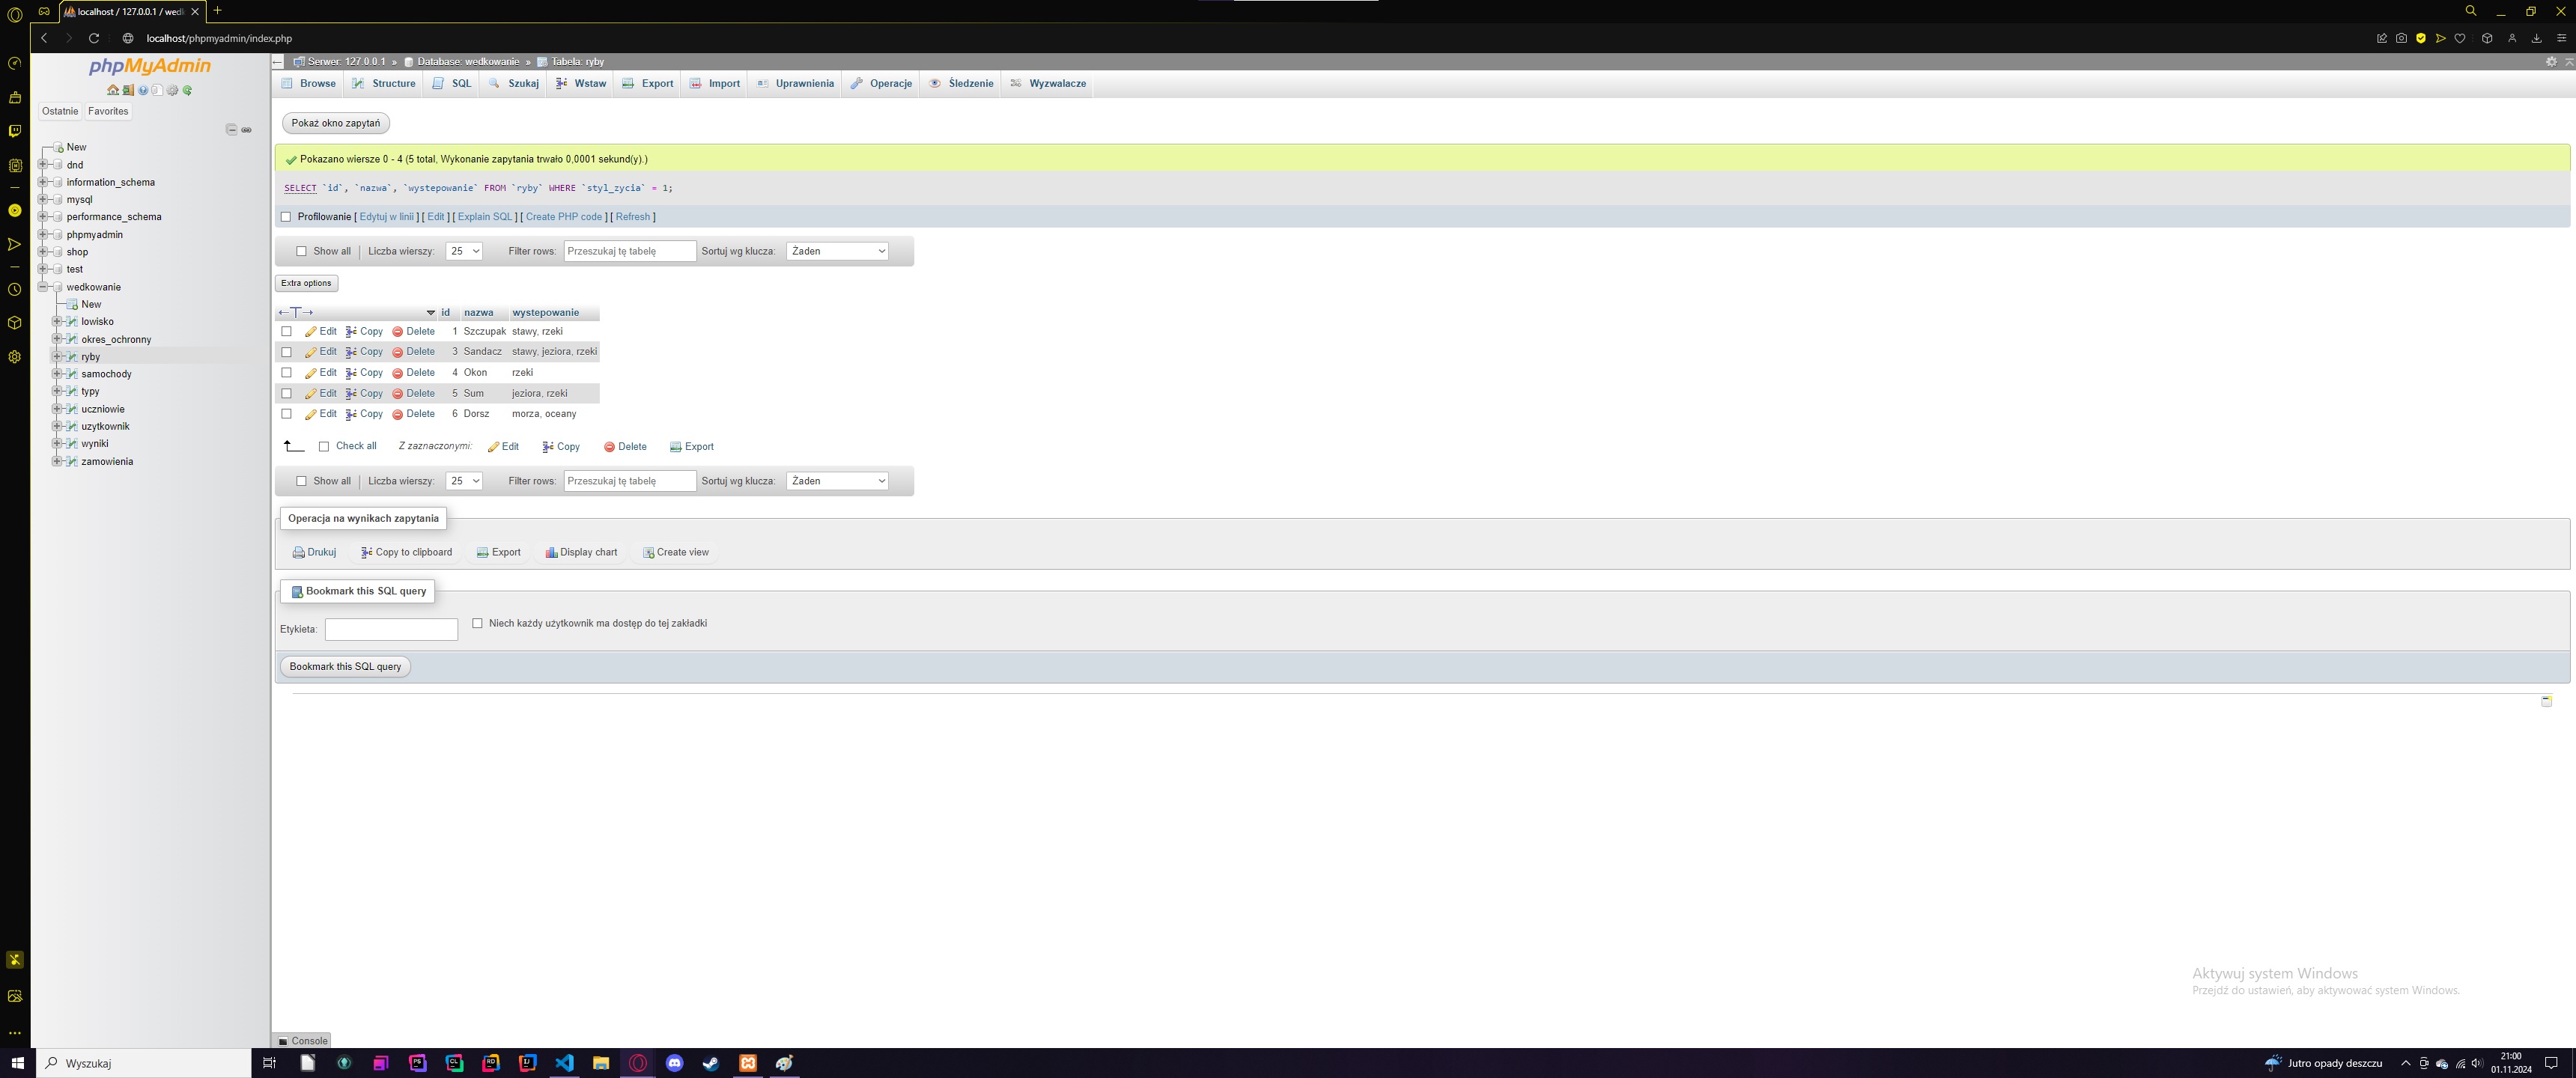 localhost / 127.0.0.1 / wedk
localhost/phpmyadmin/index.php
phpMyAdmin
Ostatnie Favorites
New
dnd
information_schema
mysql
performance_schema
phpmyadmin
shop
test
wedkowanie
New
lowisko
okres_ochronny
ryby
samochody
typy
uczniowie
uzytkownik
wyniki
zamowienia
Serwer: 127.0.0.1 » Database: wedkowanie » Tabela: ryby
Browse Structure SQL Szukaj Wstaw Export Import Uprawnienia Operacje Śledzenie Wyzwalacze
Pokaż okno zapytań
Pokazano wiersze 0 - 4 (5 total, Wykonanie zapytania trwało 0,0001 sekund(y).)
SELECT `id`, `nazwa`, `wystepowanie` FROM `ryby` WHERE `styl_zycia` = 1;
Profilowanie [ Edytuj w linii ] [ Edit ] [ Explain SQL ] [ Create PHP code ] [ Refresh ]
Show all Liczba wierszy: 25 Filter rows: Przeszukaj tę tabelę Sortuj wg klucza: Żaden
Extra options
←T→ id nazwa wystepowanie
Edit Copy Delete 1 Szczupak stawy, rzeki
Edit Copy Delete 3 Sandacz stawy, jeziora, rzeki
Edit Copy Delete 4 Okon rzeki
Edit Copy Delete 5 Sum jeziora, rzeki
Edit Copy Delete 6 Dorsz morza, oceany
Check all Z zaznaczonymi: Edit Copy Delete Export
Show all Liczba wierszy: 25 Filter rows: Przeszukaj tę tabelę Sortuj wg klucza: Żaden
Operacja na wynikach zapytania
Drukuj Copy to clipboard Export Display chart Create view
Bookmark this SQL query
Etykieta: Niech każdy użytkownik ma dostęp do tej zakładki
Bookmark this SQL query
Aktywuj system Windows
Przejdź do ustawień, aby aktywować system Windows.
Console
Wyszukaj
PS CL RD IJ
Jutro opady deszczu
21:00
01.11.2024